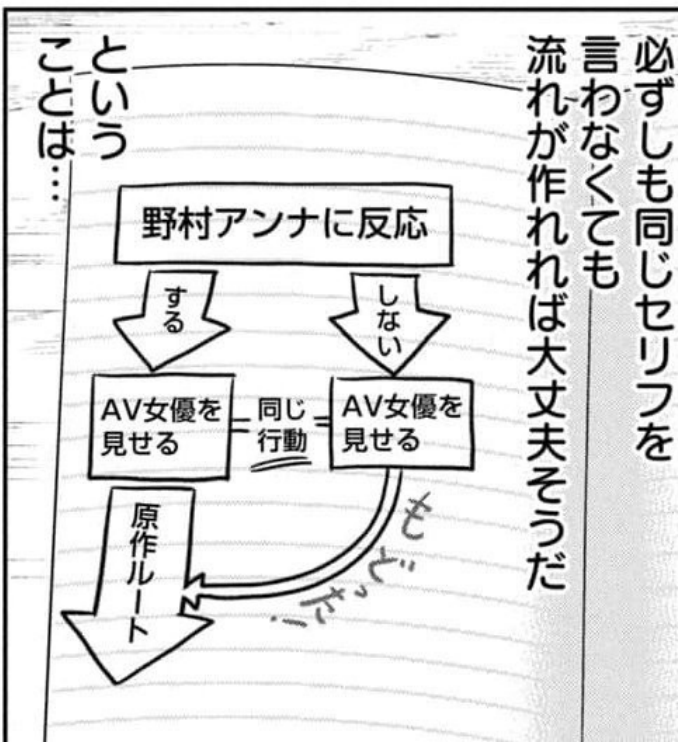 必ずしも同じセリフを
言わなくても
流れが作れれば大丈夫そうだ
という
ことは…
野村アンナに反応
する
しない
AV女優を
見せる
同じ
行動
AV女優を
見せる
もどった!
原作ルート